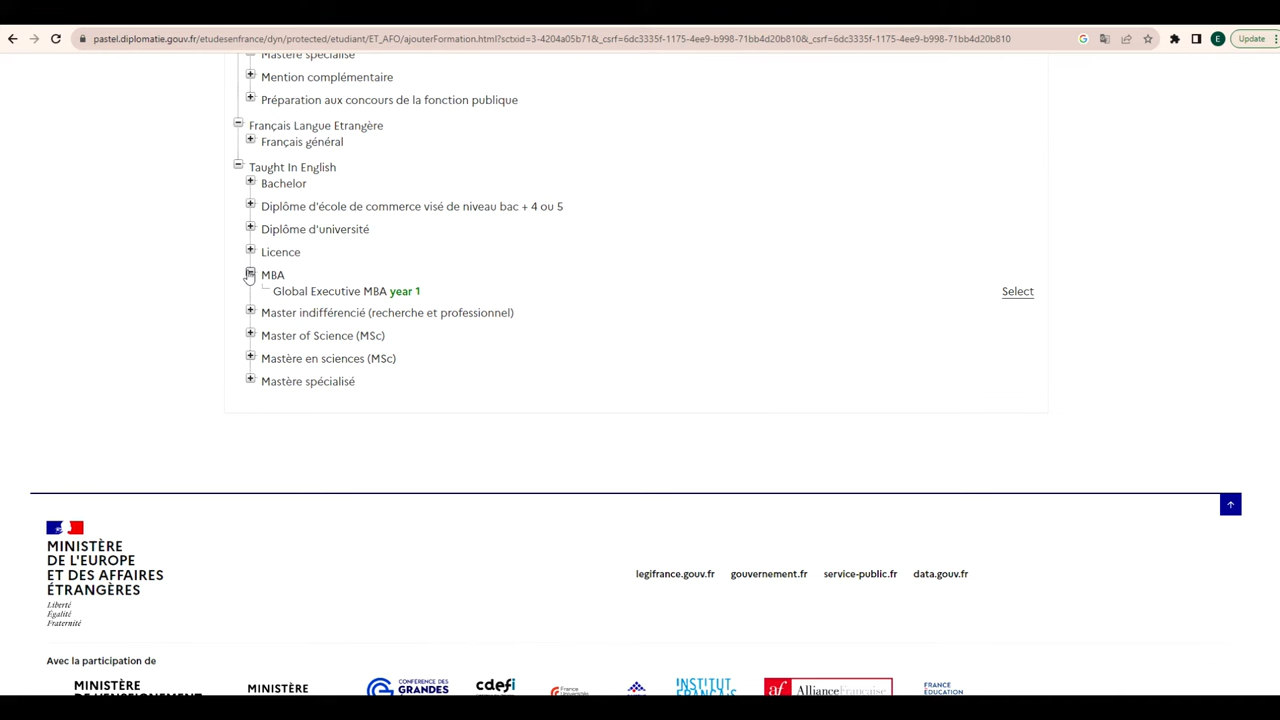 pastel.diplomatie.gouv.fr/etudesenfrance/dyn/protected/etudiant/ET_AFO/ajouterFormation.html?sctxid=3-4204a05b71&_csrf=6dc3335f-1175-4ee9-b998-71bb4d20b810&_csrf=6dc3335f-1175-4ee9-b998-71bb4d20b810
E
Update
Mastère spécialisé
Mention complémentaire
Préparation aux concours de la fonction publique
Français Langue Etrangère
Français général
Taught In English
Bachelor
Diplôme d'école de commerce visé de niveau bac + 4 ou 5
Diplôme d'université
Licence
MBA
Global Executive MBA year 1 Select
Master indifférencié (recherche et professionnel)
Master of Science (MSc)
Mastère en sciences (MSc)
Mastère spécialisé
MINISTÈRE
DE L'EUROPE
ET DES AFFAIRES
ÉTRANGÈRES
Liberté
Égalité
Fraternité
legifrance.gouv.fr gouvernement.fr service-public.fr data.gouv.fr
Avec la participation de
MINISTÈRE
MINISTÈRE
CONFÉRENCE DES
GRANDES
cdefi
France
Universités
INSTITUT
FRANÇAIS
af AllianceFrançaise
FRANCE
ÉDUCATION